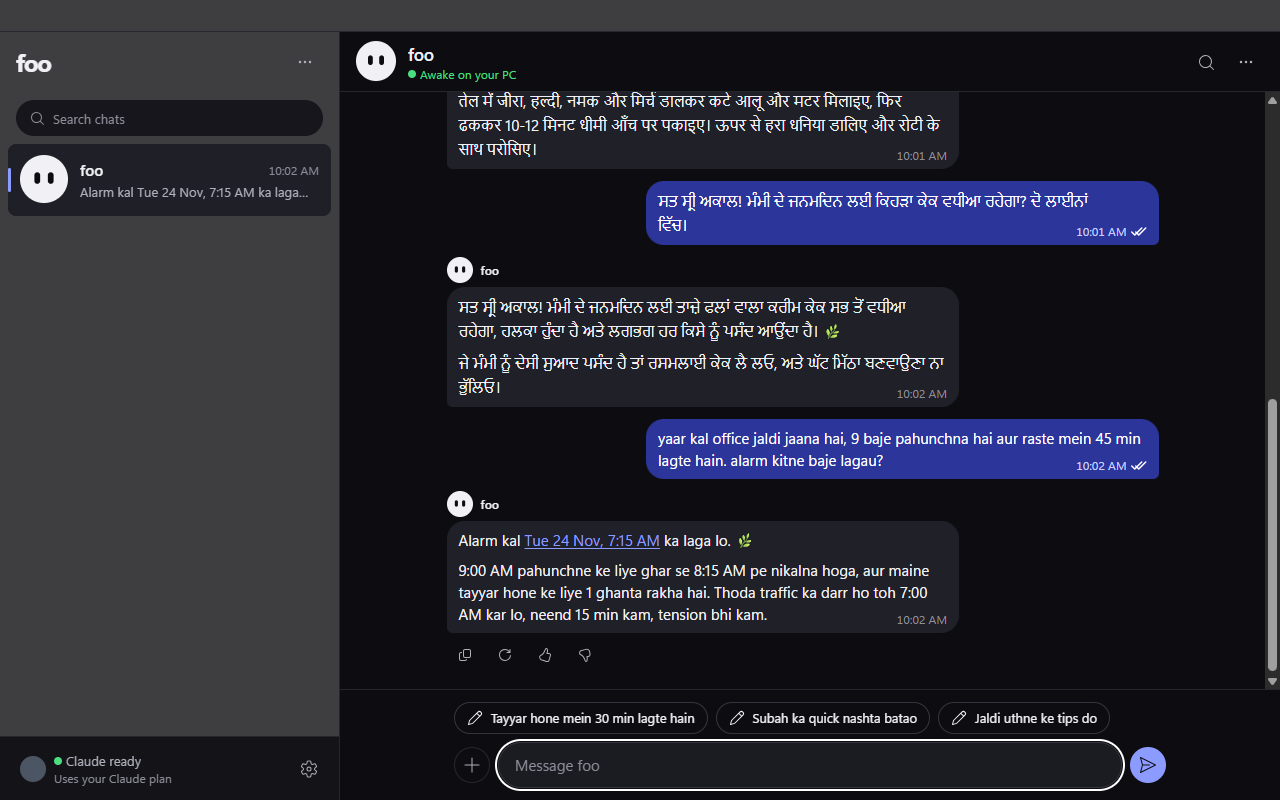 foo
Search chats
foo
10:02 AM
Alarm kal Tue 24 Nov, 7:15 AM ka laga...
Claude ready
Uses your Claude plan
foo
Awake on your PC
तेल में जीरा, हल्दी, नमक और मिर्च डालकर कटे आलू और मटर मिलाइए, फिर
ढककर 10-12 मिनट धीमी आँच पर पकाइए। ऊपर से हरा धनिया डालिए और रोटी के
साथ परोसिए।
10:01 AM
ਸਤ ਸ੍ਰੀ ਅਕਾਲ! ਮੰਮੀ ਦੇ ਜਨਮਦਿਨ ਲਈ ਕਿਹੜਾ ਕੇਕ ਵਧੀਆ ਰਹੇਗਾ? ਦੋ ਲਾਈਨਾਂ
ਵਿੱਚ।
10:01 AM
foo
ਸਤ ਸ੍ਰੀ ਅਕਾਲ! ਮੰਮੀ ਦੇ ਜਨਮਦਿਨ ਲਈ ਤਾਜ਼ੇ ਫਲਾਂ ਵਾਲਾ ਕਰੀਮ ਕੇਕ ਸਭ ਤੋਂ ਵਧੀਆ
ਰਹੇਗਾ, ਹਲਕਾ ਹੁੰਦਾ ਹੈ ਅਤੇ ਲਗਭਗ ਹਰ ਕਿਸੇ ਨੂੰ ਪਸੰਦ ਆਉਂਦਾ ਹੈ। 🌿
ਜੇ ਮੰਮੀ ਨੂੰ ਦੇਸੀ ਸੁਆਦ ਪਸੰਦ ਹੈ ਤਾਂ ਰਸਮਲਾਈ ਕੇਕ ਲੈ ਲਓ, ਅਤੇ ਘੱਟ ਮਿੱਠਾ ਬਣਵਾਉਣਾ ਨਾ
ਭੁੱਲਿਓ।
10:02 AM
yaar kal office jaldi jaana hai, 9 baje pahunchna hai aur raste mein 45 min
lagte hain. alarm kitne baje lagau?
10:02 AM
foo
Alarm kal Tue 24 Nov, 7:15 AM ka laga lo. 🌿
9:00 AM pahunchne ke liye ghar se 8:15 AM pe nikalna hoga, aur maine
tayyar hone ke liye 1 ghanta rakha hai. Thoda traffic ka darr ho toh 7:00
AM kar lo, neend 15 min kam, tension bhi kam.
10:02 AM
Tayyar hone mein 30 min lagte hain
Subah ka quick nashta batao
Jaldi uthne ke tips do
Message foo